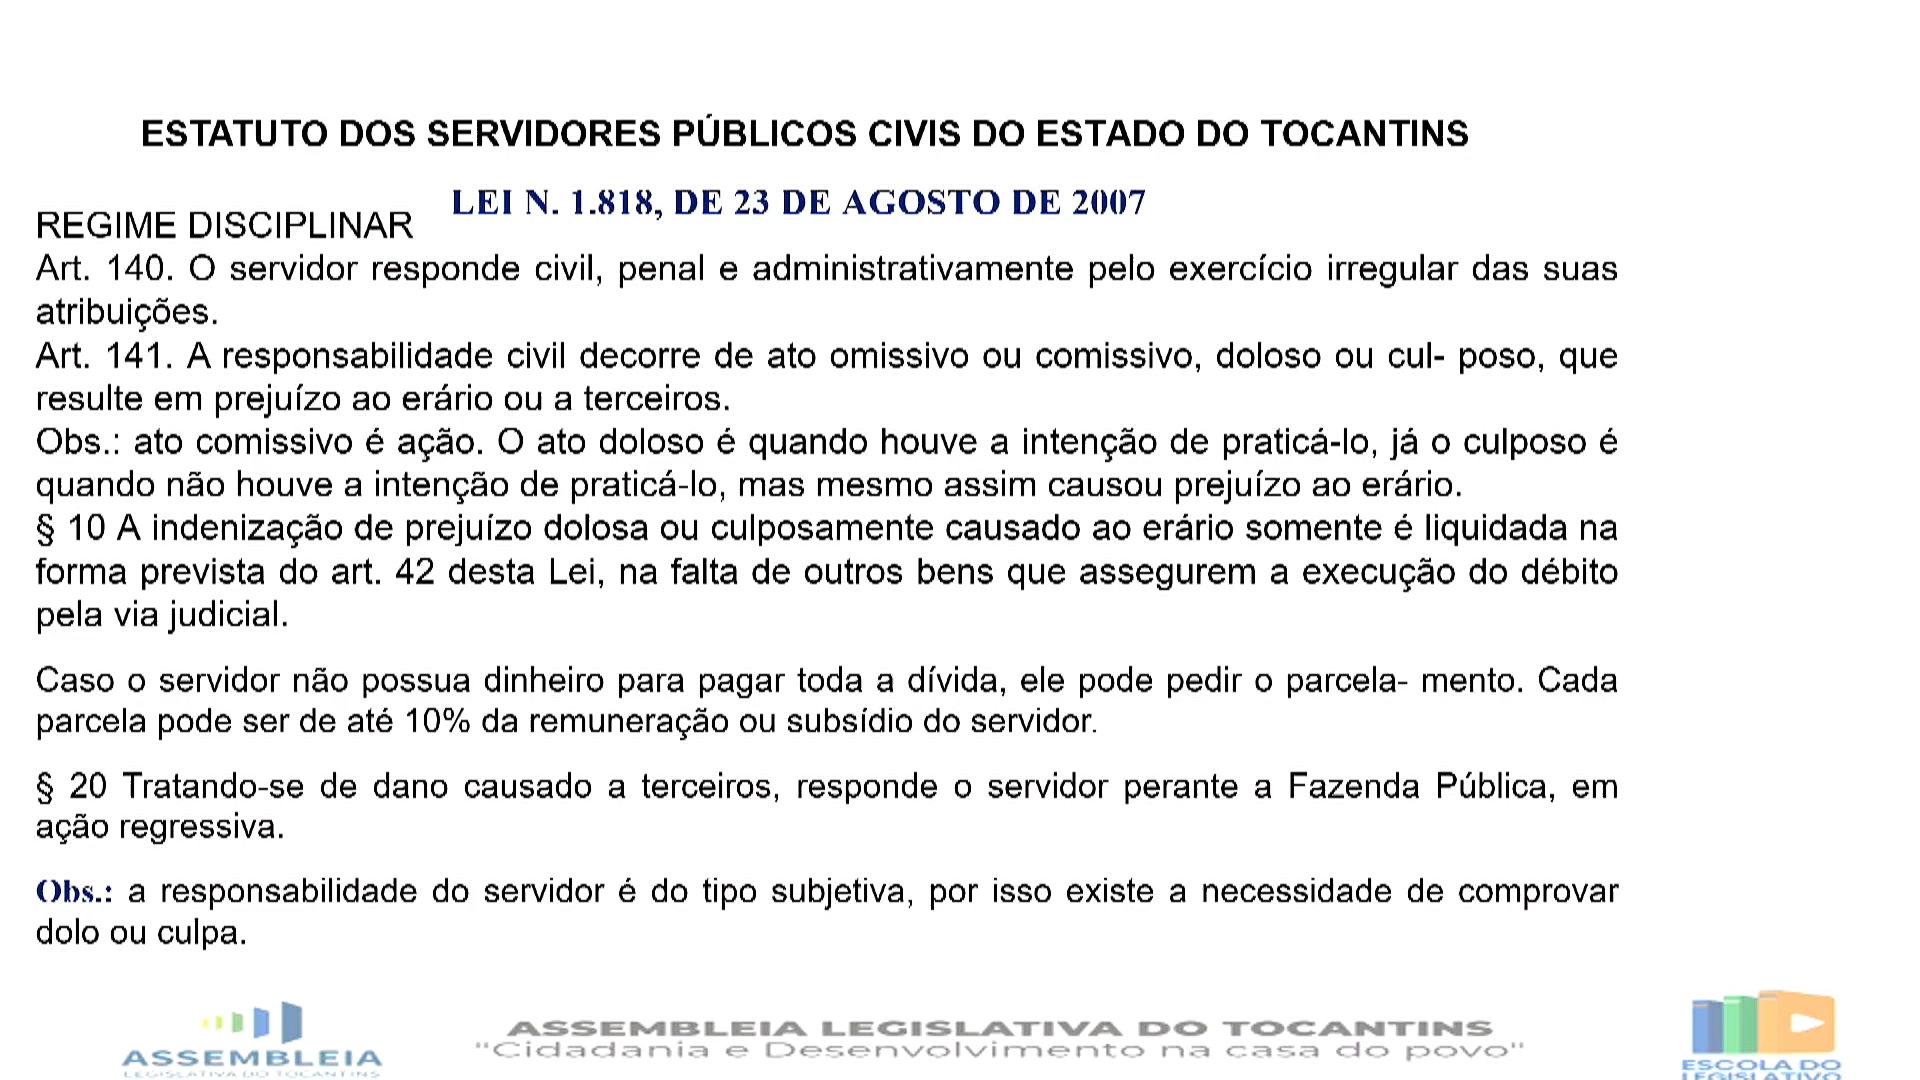 ESTATUTO DOS SERVIDORES PÚBLICOS CIVIS DO ESTADO DO TOCANTINS
LEI N. 1.818, DE 23 DE AGOSTO DE 2007
REGIME DISCIPLINAR
Art. 140. O servidor responde civil, penal e administrativamente pelo exercício irregular das suas
atribuições.
Art. 141. A responsabilidade civil decorre de ato omissivo ou comissivo, doloso ou cul- poso, que
resulte em prejuízo ao erário ou a terceiros.
Obs.: ato comissivo é ação. O ato doloso é quando houve a intenção de praticá-lo, já o culposo é
quando não houve a intenção de praticá-lo, mas mesmo assim causou prejuízo ao erário.
§ 10 A indenização de prejuízo dolosa ou culposamente causado ao erário somente é liquidada na
forma prevista do art. 42 desta Lei, na falta de outros bens que assegurem a execução do débito
pela via judicial.
Caso o servidor não possua dinheiro para pagar toda a dívida, ele pode pedir o parcela- mento. Cada
parcela pode ser de até 10% da remuneração ou subsídio do servidor.
§ 20 Tratando-se de dano causado a terceiros, responde o servidor perante a Fazenda Pública, em
ação regressiva.
Obs.: a responsabilidade do servidor é do tipo subjetiva, por isso existe a necessidade de comprovar
dolo ou culpa.
ASSEMBLEIA
LEGISLATIVA DO TOCANTINS
ASSEMBLEIA LEGISLATIVA DO TOCANTINS
"Cidadania e Desenvolvimento na casa do povo"
ESCOLA DO
LEGISLATIVO